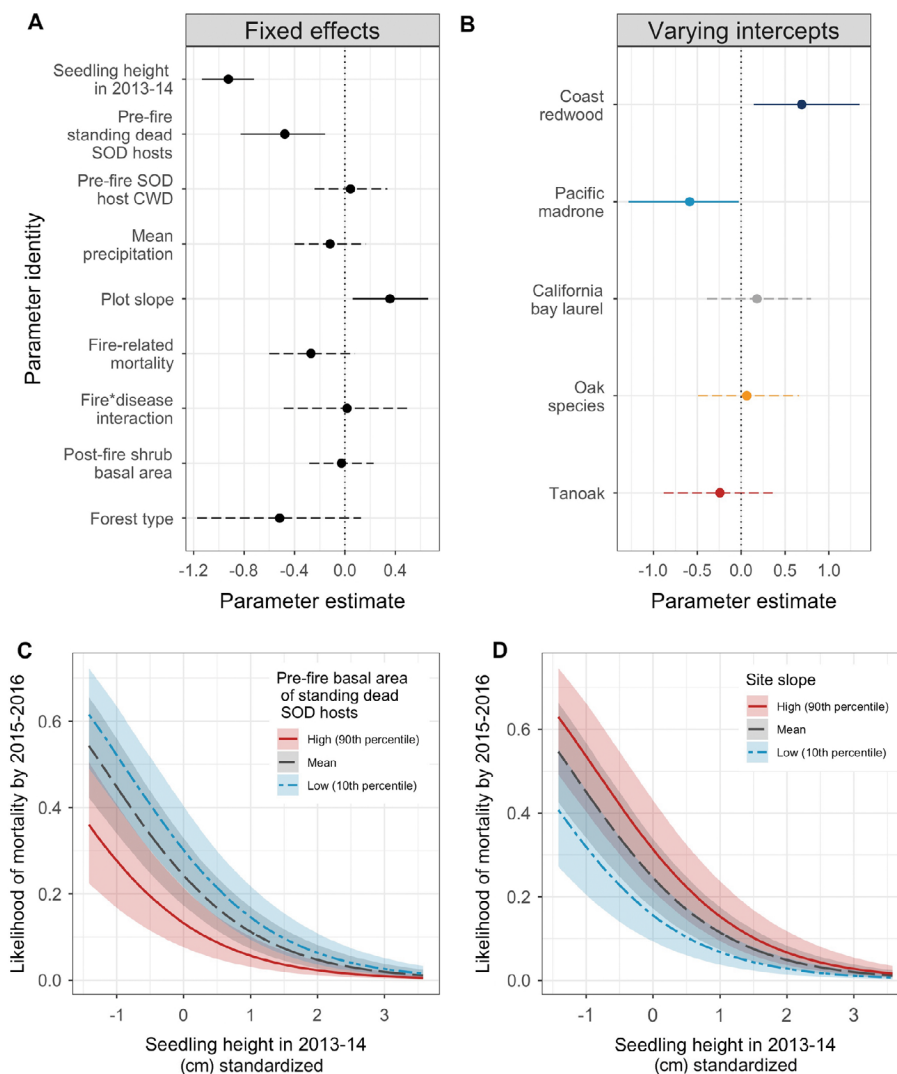 A
Fixed effects
Parameter identity
Seedling height
in 2013-14
Pre-fire
standing dead
SOD hosts
Pre-fire SOD
host CWD
Mean
precipitation
Plot slope
Fire-related
mortality
Fire*disease
interaction
Post-fire shrub
basal area
Forest type
-1.2 -0.8 -0.4 0.0 0.4
Parameter estimate
B
Varying intercepts
Coast
redwood
Pacific
madrone
California
bay laurel
Oak
species
Tanoak
-1.0 -0.5 0.0 0.5 1.0
Parameter estimate
C
Likelihood of mortality by 2015-2016
0.6
0.4
0.2
0.0
Pre-fire basal area
of standing dead
SOD hosts
High (90th percentile)
Mean
Low (10th percentile)
-1 0 1 2 3
Seedling height in 2013-14
(cm) standardized
D
Likelihood of mortality by 2015-2016
0.6
0.4
0.2
0.0
Site slope
High (90th percentile)
Mean
Low (10th percentile)
-1 0 1 2 3
Seedling height in 2013-14
(cm) standardized